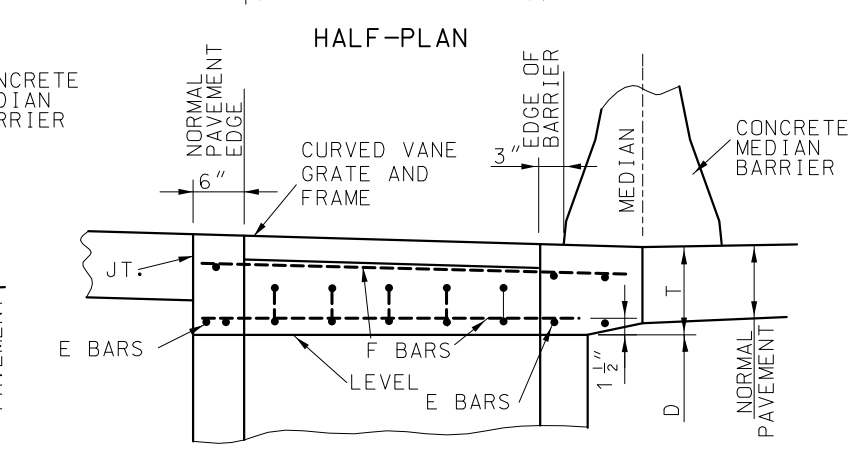 HALF-PLAN
NCRETE
DIAN
RRIER
NORMAL
PAVEMENT
EDGE
CURVED VANE
GRATE AND
FRAME
6"
3"
EDGE OF
BARRIER
MEDIAN
CONCRETE
MEDIAN
BARRIER
JT.
T
E BARS
F BARS
LEVEL
E BARS
1 1/2"
D
NORMAL
PAVEMENT
PAVEMENT